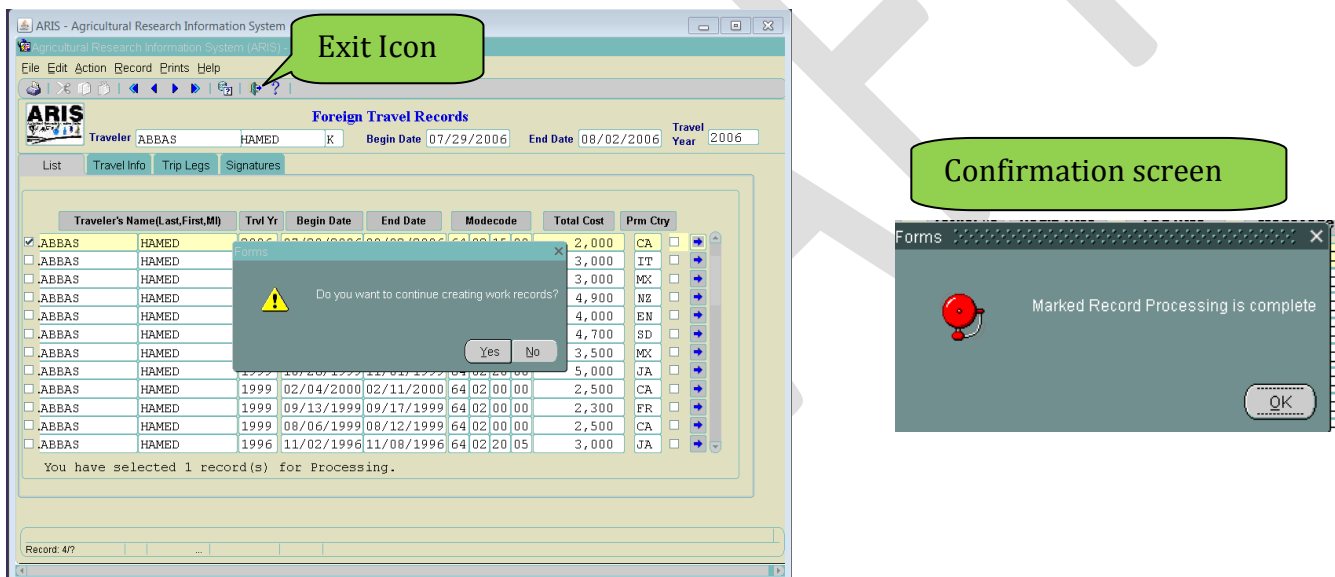 ARIS - Agricultural Research Information System
Agricultural Research Information System (ARIS) -
Exit Icon
File Edit Action Record Prints Help
ARIS
Foreign Travel Records
Traveler ABBAS HAMED K Begin Date 07/29/2006 End Date 08/02/2006 Travel Year 2006
List Travel Info Trip Legs Signatures
Traveler's Name(Last,First,MI) Trvl Yr Begin Date End Date Modecode Total Cost Prm Ctry
.ABBAS HAMED 2,000 CA
.ABBAS HAMED 3,000 IT
.ABBAS HAMED 3,000 MX
.ABBAS HAMED 4,900 NZ
.ABBAS HAMED 4,000 EN
.ABBAS HAMED 4,700 SD
.ABBAS HAMED 3,500 MX
.ABBAS HAMED 5,000 JA
.ABBAS HAMED 1999 02/04/2000 02/11/2000 64 02 00 00 2,500 CA
.ABBAS HAMED 1999 09/13/1999 09/17/1999 64 02 00 00 2,300 FR
.ABBAS HAMED 1999 08/06/1999 08/12/1999 64 02 00 00 2,500 CA
.ABBAS HAMED 1996 11/02/1996 11/08/1996 64 02 20 05 3,000 JA
Forms
Do you want to continue creating work records?
Yes No
You have selected 1 record(s) for Processing.
Record: 4/? ...
Confirmation screen
Forms
Marked Record Processing is complete
OK